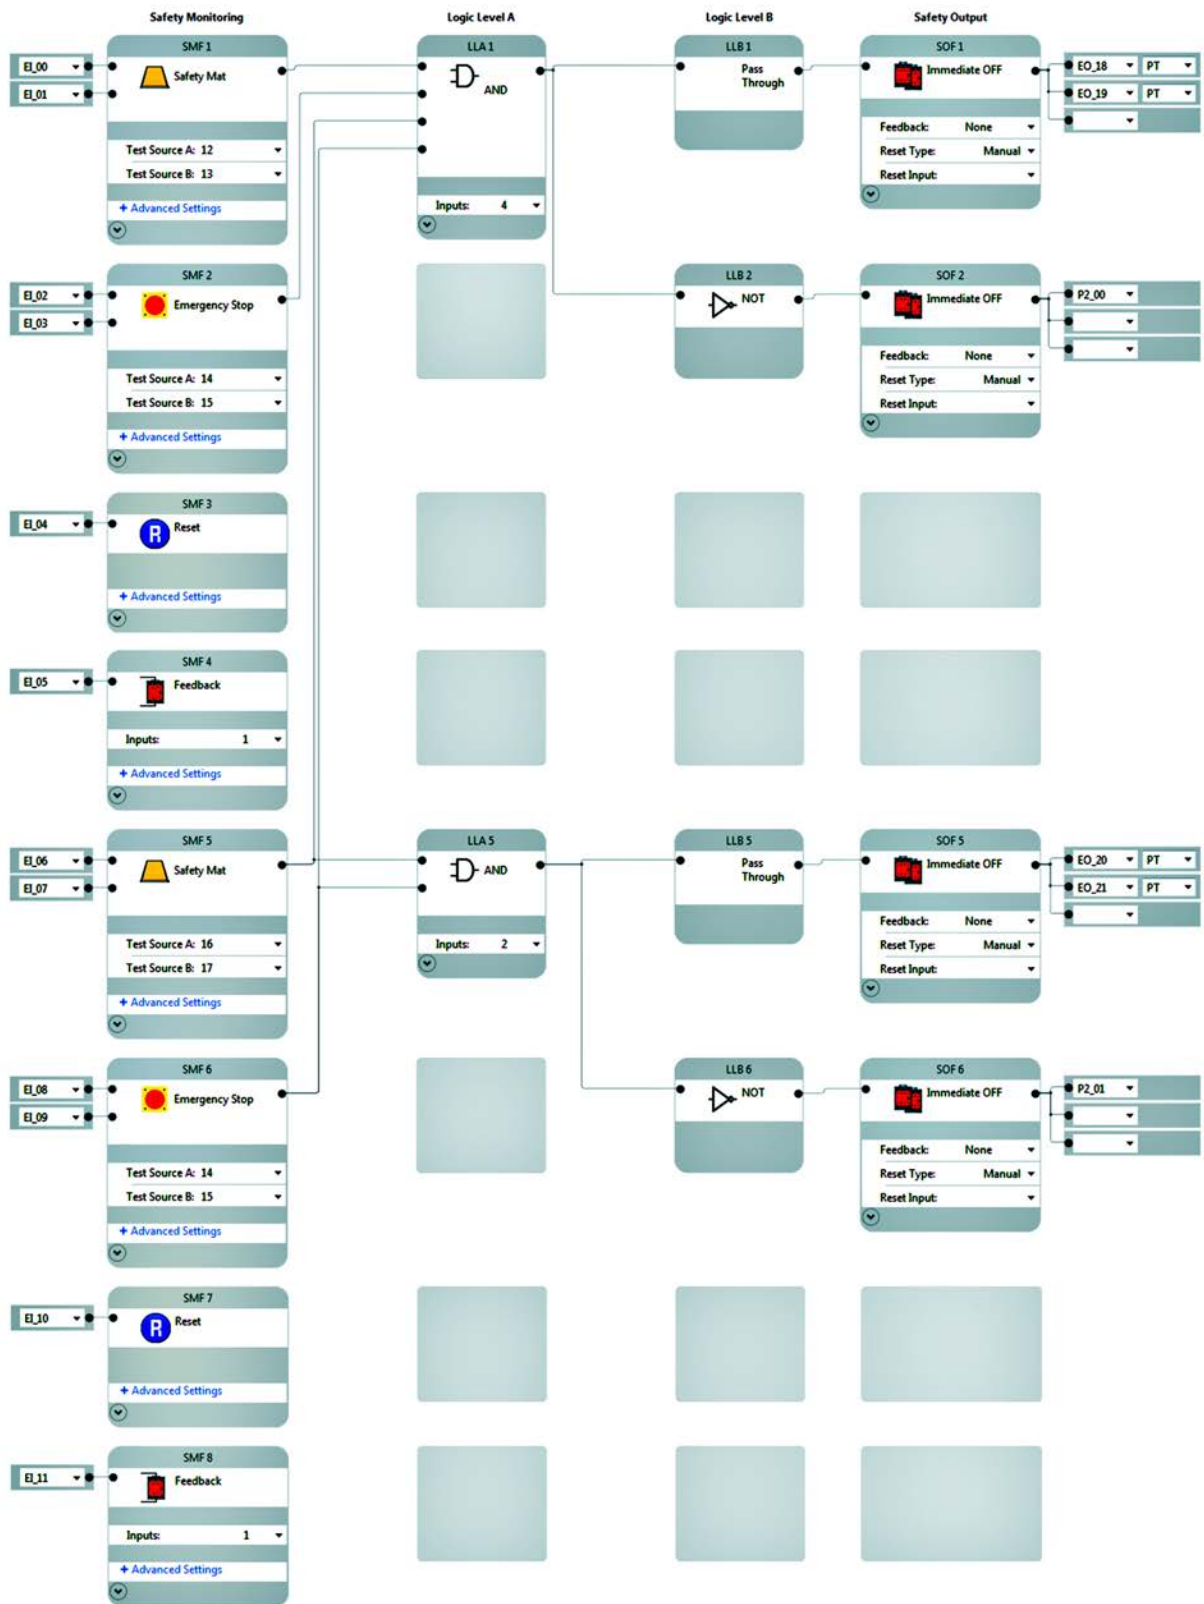 Safety Monitoring
Logic Level A
Logic Level B
Safety Output
SMF 1
EI_00
EI_01
Safety Mat
Test Source A: 12
Test Source B: 13
+ Advanced Settings
LLA 1
AND
Inputs: 4
LLB 1
Pass
Through
SOF 1
Immediate OFF
Feedback: None
Reset Type: Manual
Reset Input:
EO_18 PT
EO_19 PT
SMF 2
EI_02
EI_03
Emergency Stop
Test Source A: 14
Test Source B: 15
+ Advanced Settings
LLB 2
NOT
SOF 2
Immediate OFF
Feedback: None
Reset Type: Manual
Reset Input:
P2_00
SMF 3
EI_04
R
Reset
+ Advanced Settings
SMF 4
EI_05
Feedback
Inputs: 1
+ Advanced Settings
SMF 5
EI_06
EI_07
Safety Mat
Test Source A: 16
Test Source B: 17
+ Advanced Settings
LLA 5
AND
Inputs: 2
LLB 5
Pass
Through
SOF 5
Immediate OFF
Feedback: None
Reset Type: Manual
Reset Input:
EO_20 PT
EO_21 PT
SMF 6
EI_08
EI_09
Emergency Stop
Test Source A: 14
Test Source B: 15
+ Advanced Settings
LLB 6
NOT
SOF 6
Immediate OFF
Feedback: None
Reset Type: Manual
Reset Input:
P2_01
SMF 7
EI_10
R
Reset
+ Advanced Settings
SMF 8
EI_11
Feedback
Inputs: 1
+ Advanced Settings